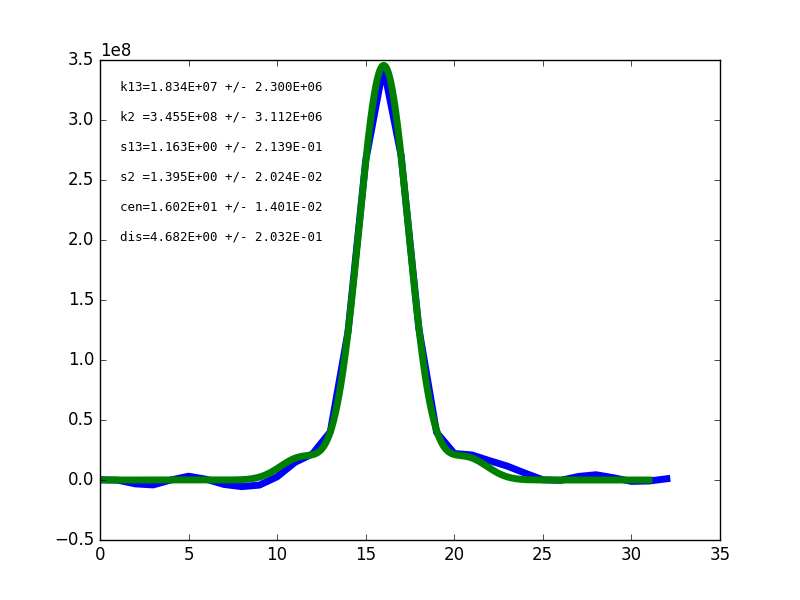 1e8
3.5
3.0
2.5
2.0
1.5
1.0
0.5
0.0
−0.5
k13=1.834E+07 +/- 2.300E+06
k2 =3.455E+08 +/- 3.112E+06
s13=1.163E+00 +/- 2.139E-01
s2 =1.395E+00 +/- 2.024E-02
cen=1.602E+01 +/- 1.401E-02
dis=4.682E+00 +/- 2.032E-01
0 5 10 15 20 25 30 35